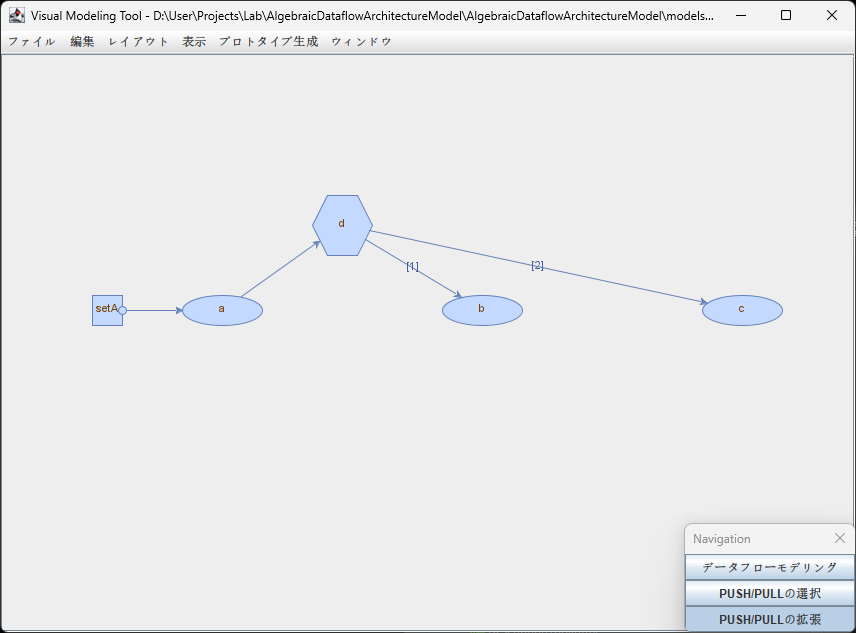 Visual Modeling Tool - D:\User\Projects\Lab\AlgebraicDataflowArchitectureModel\AlgebraicDataflowArchitectureModel\models...
ファイル 編集 レイアウト 表示 プロトタイプ生成 ウィンドウ
d
[1]
[2]
setA
a
b
c
Navigation
データフローモデリング
PUSH/PULLの選択
PUSH/PULLの拡張